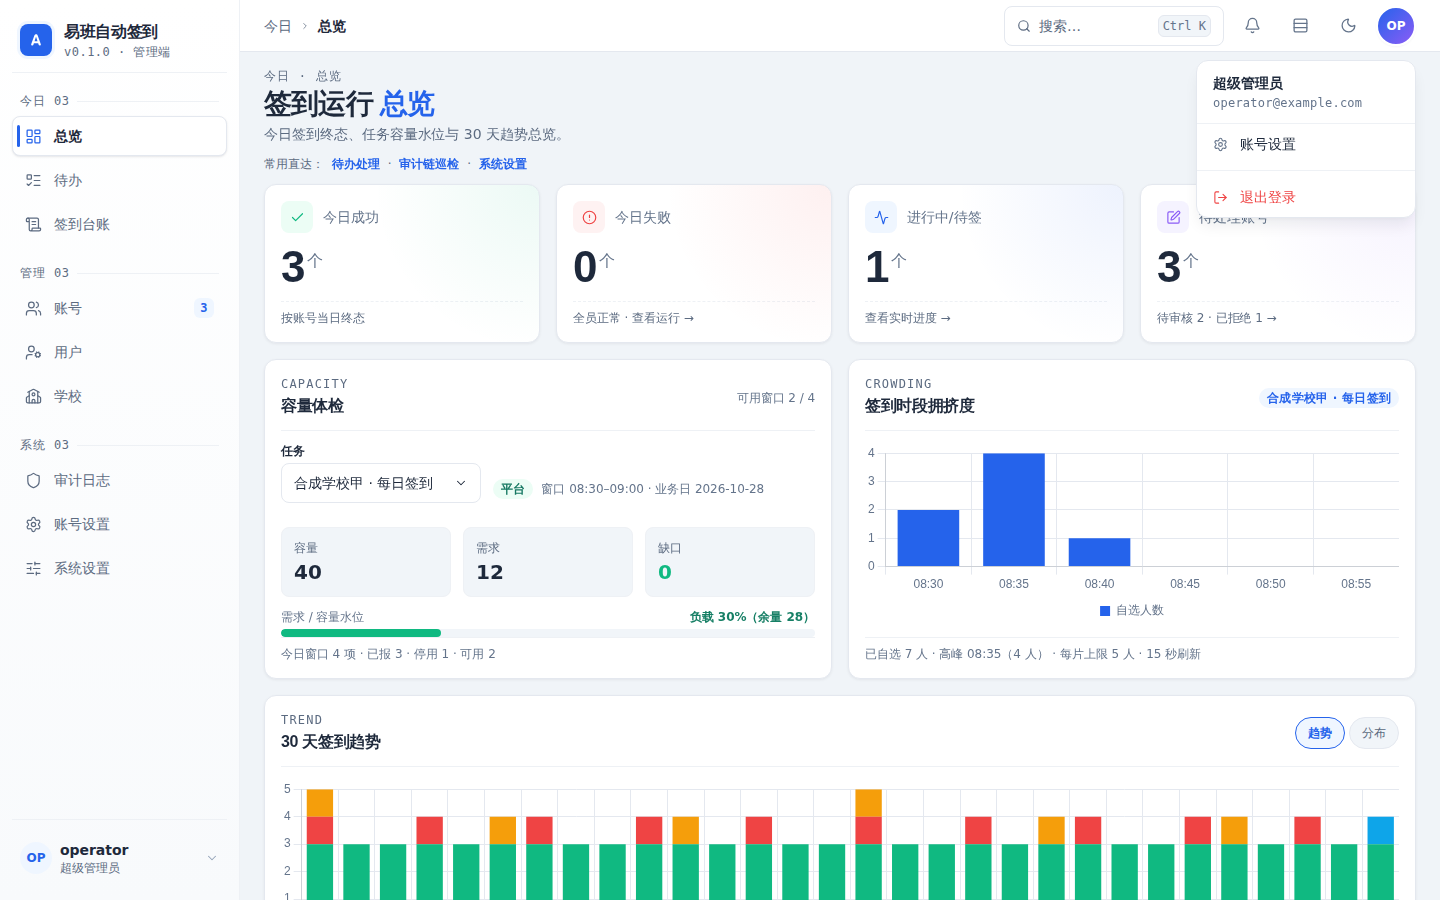 A
易班自动签到
v0.1.0 · 管理端
今日 03
总览
待办
签到台账
管理 03
账号 3
用户
学校
系统 03
审计日志
账号设置
系统设置
OP
operator
超级管理员
今日 › 总览
搜索... Ctrl K
OP
超级管理员
operator@example.com
账号设置
退出登录
今日 · 总览
签到运行 总览
今日签到终态、任务容量水位与 30 天趋势总览。
常用直达： 待办处理 · 审计链巡检 · 系统设置
今日成功
3 个
按账号当日终态
今日失败
0 个
全员正常 · 查看运行 →
进行中/待签
1 个
查看实时进度 →
待处理账号
3 个
待审核 2 · 已拒绝 1 →
CAPACITY
容量体检
可用窗口 2 / 4
任务
合成学校甲 · 每日签到
平台 窗口 08:30–09:00 · 业务日 2026-10-28
容量
40
需求
12
缺口
0
需求 / 容量水位 负载 30%（余量 28）
今日窗口 4 项 · 已报 3 · 停用 1 · 可用 2
CROWDING
签到时段拥挤度
合成学校甲 · 每日签到
4
3
2
1
0
08:30 08:35 08:40 08:45 08:50 08:55
自选人数
已自选 7 人 · 高峰 08:35（4 人） · 每片上限 5 人 · 15 秒刷新
TREND
30 天签到趋势
趋势 分布
5
4
3
2
1